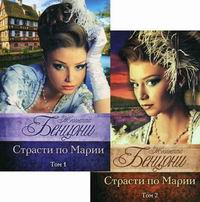 Жюльетта
Бенцони
Страсти по Марии
Том 1
Жюльетта
Бенцони
Страсти по Марии
Том 2